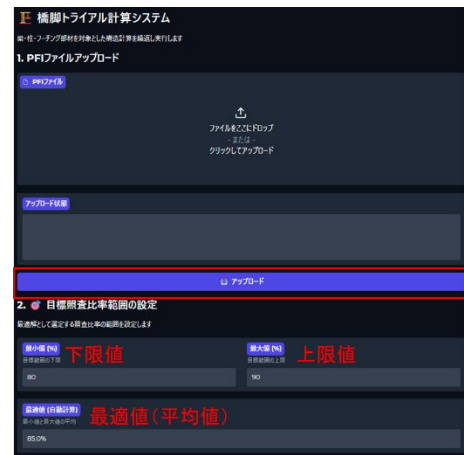 橋脚トライアル計算システム
梁・柱・フーチング部材を対象とした構造計算を繰返し実行します
1. PFIファイルアップロード
PFIファイル
ファイルをここにドロップ
- または -
クリックしてアップロード
アップロード状態
アップロード
2. 🎯 目標照査比率範囲の設定
最適解として選定する照査比率の範囲を設定します
最小値 (%) 下限値
目標範囲の下限
80
最大値 (%) 上限値
目標範囲の上限
90
最適値 (自動計算) 最適値(平均値)
最小値と最大値の平均
85.0%